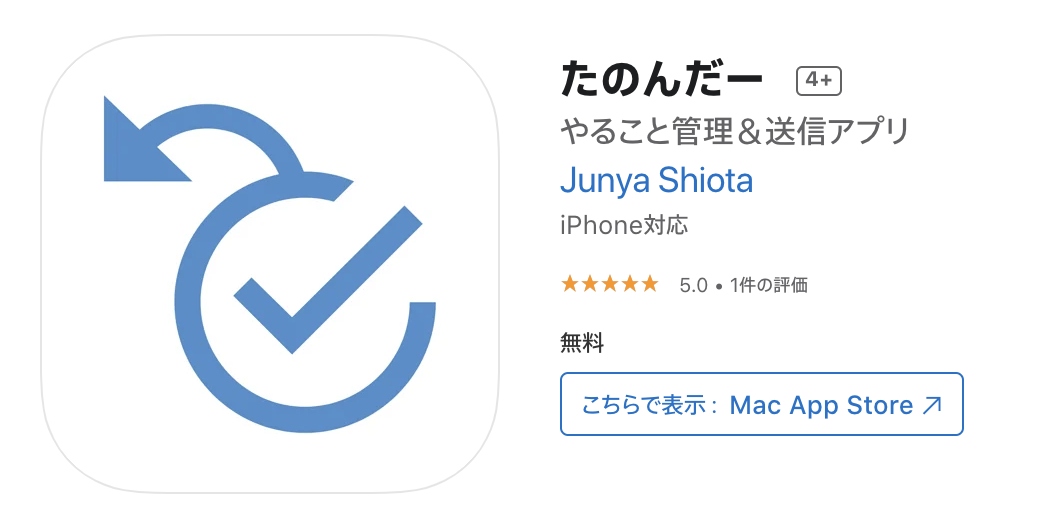 たのんだー 4+
やること管理＆送信アプリ
Junya Shiota
iPhone対応
★★★★★ 5.0 • 1件の評価
無料
こちらで表示: Mac App Store ↗